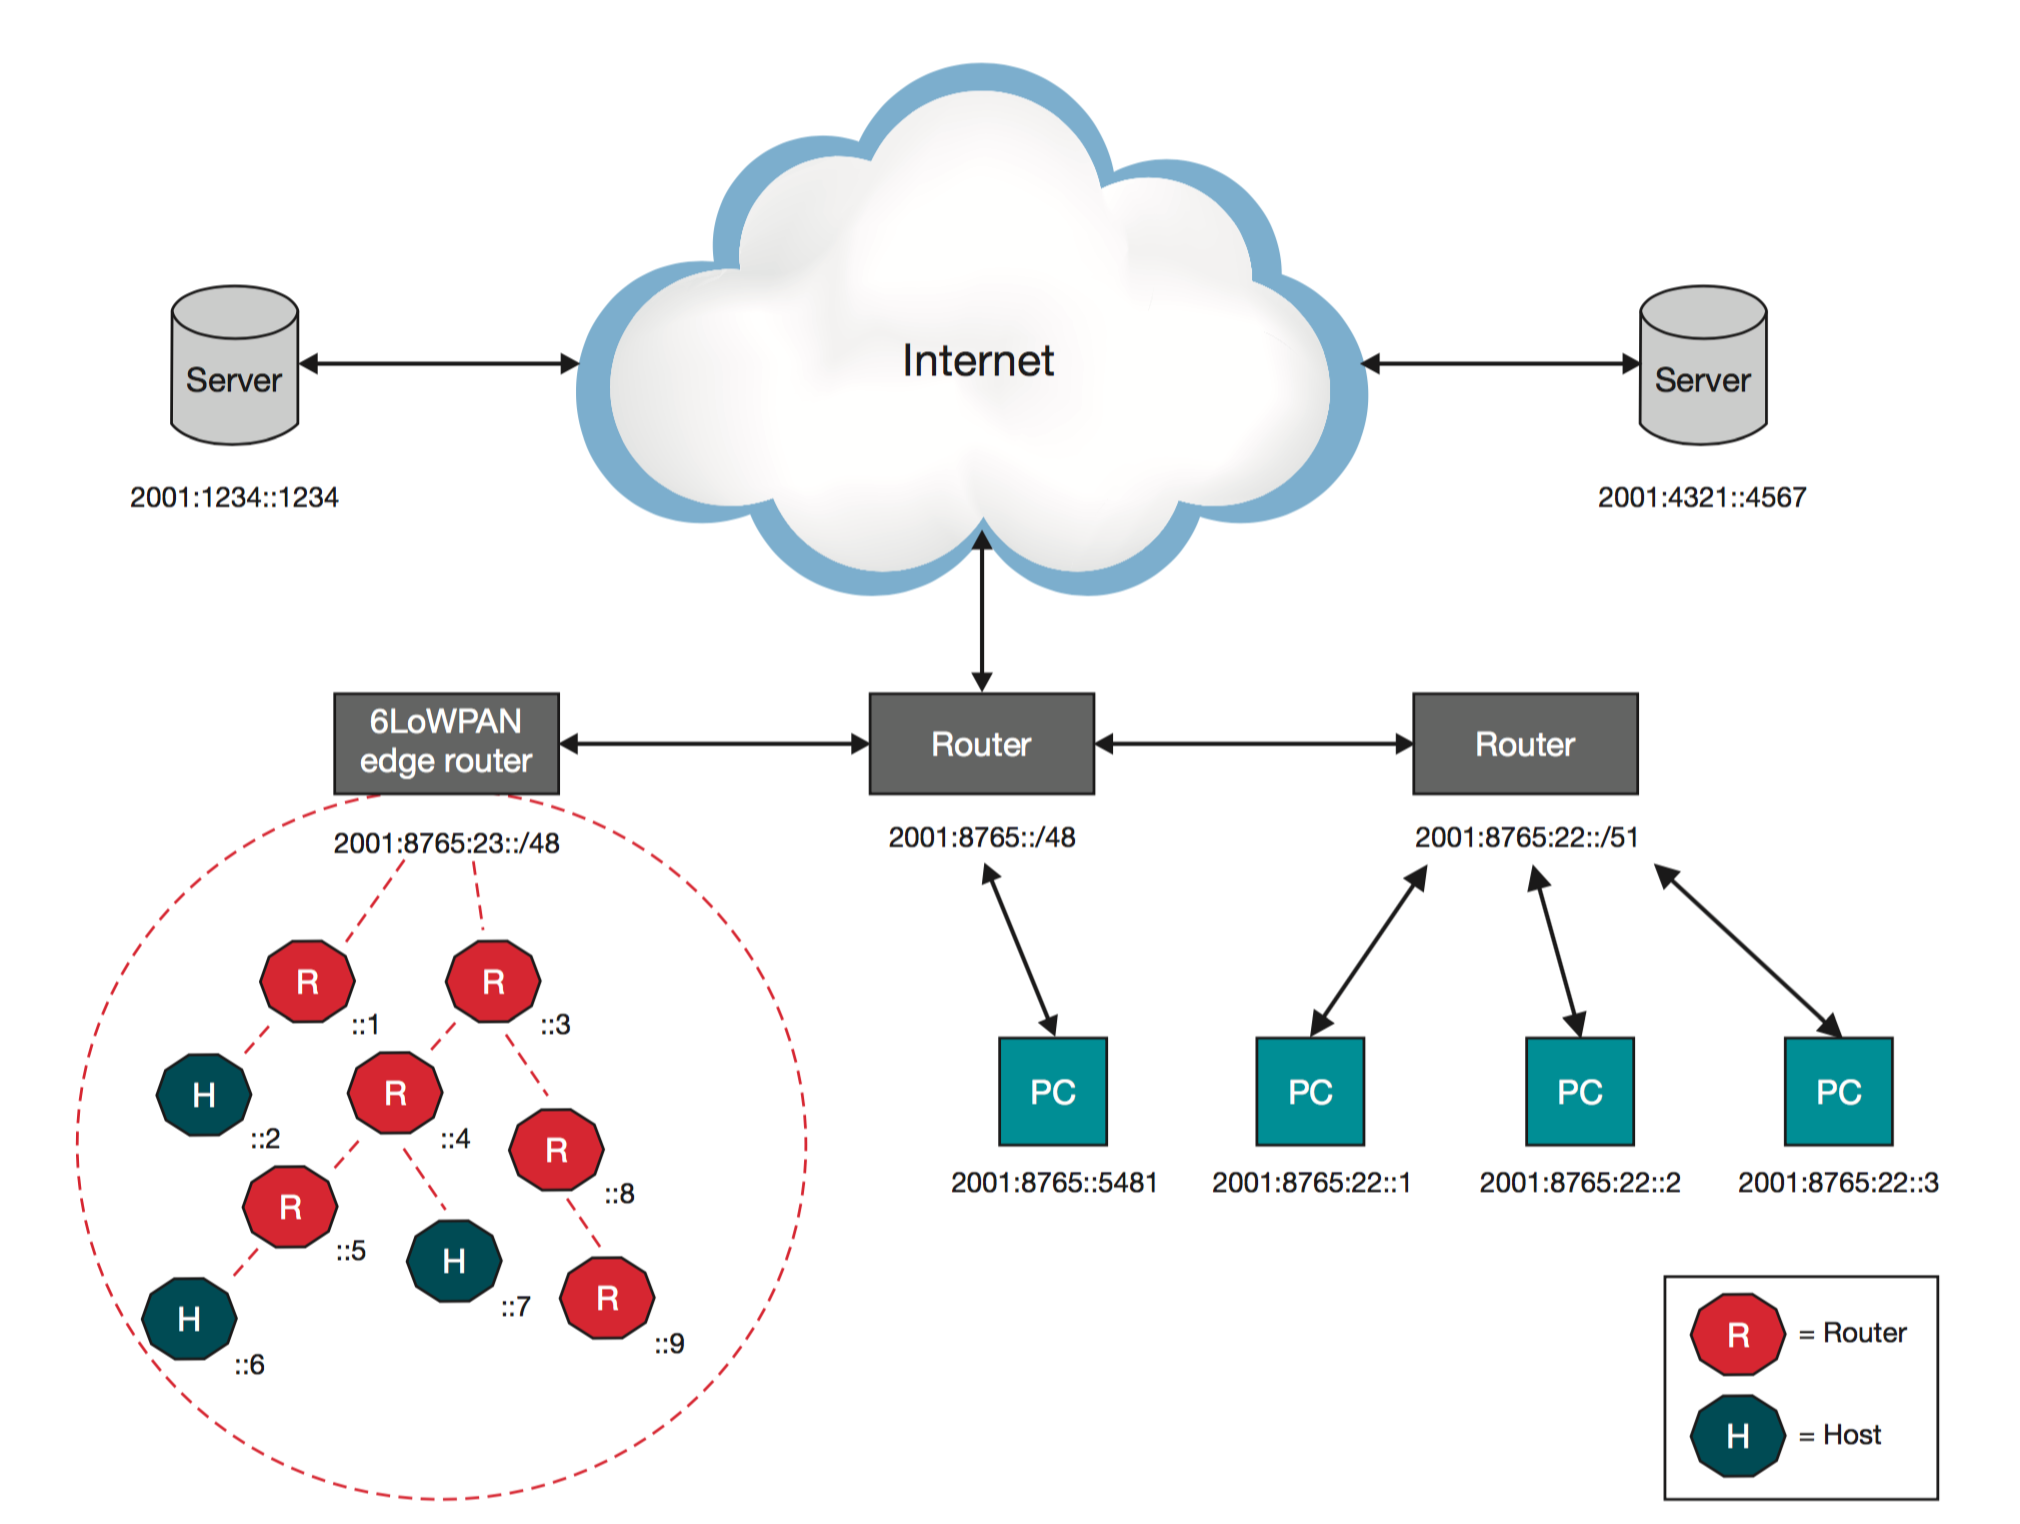 Internet
Server
Server
2001:1234::1234
2001:4321::4567
6LoWPAN
edge router
Router
Router
2001:8765:23::/48
2001:8765::/48
2001:8765:22::/51
R
::1
R
::3
H
::2
R
::4
R
::8
R
::5
H
::7
R
::9
H
::6
PC
PC
PC
PC
2001:8765::5481
2001:8765:22::1
2001:8765:22::2
2001:8765:22::3
R = Router
H = Host